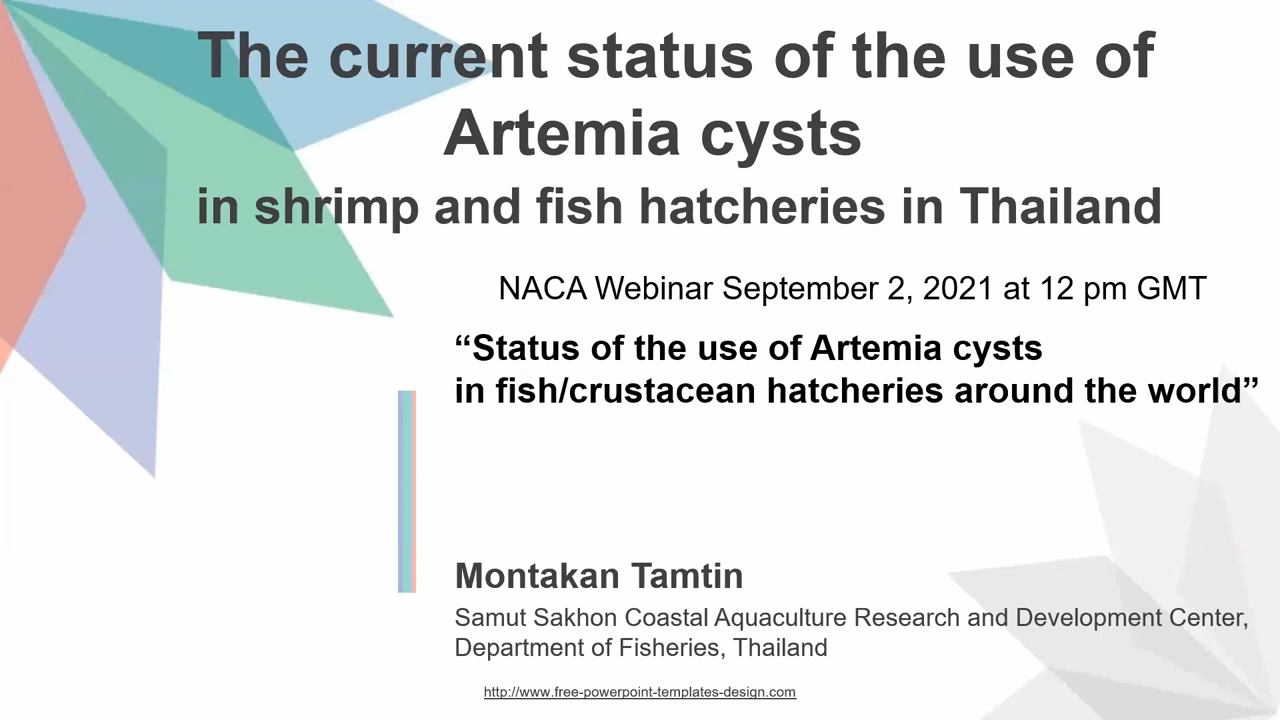 The current status of the use of
Artemia cysts
in shrimp and fish hatcheries in Thailand
NACA Webinar September 2, 2021 at 12 pm GMT
“Status of the use of Artemia cysts
in fish/crustacean hatcheries around the world”
Montakan Tamtin
Samut Sakhon Coastal Aquaculture Research and Development Center,
Department of Fisheries, Thailand
http://www.free-powerpoint-templates-design.com